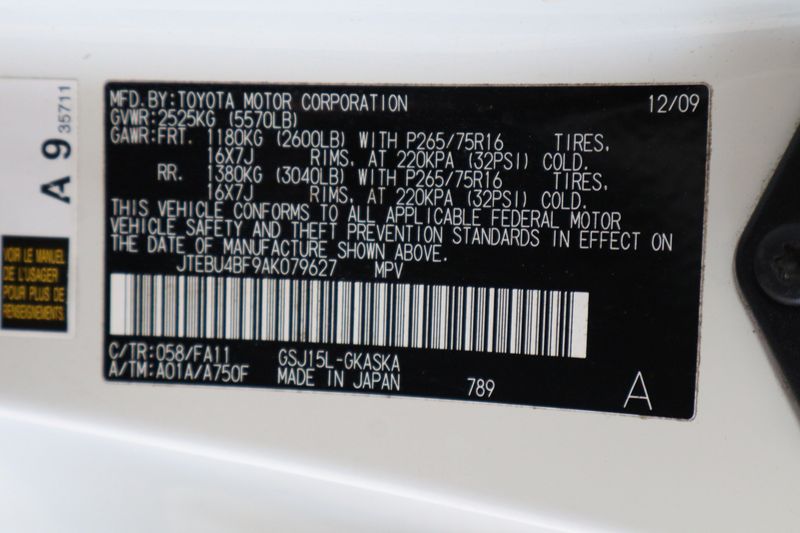 A 9
35711
VOIR LE MANUEL
DE L'USAGER
POUR PLUS DE
RENSEIGNEMENTS
MFD.BY:TOYOTA MOTOR CORPORATION 12/09
GVWR:2525KG (5570LB)
GAWR:FRT. 1180KG (2600LB) WITH P265/75R16 TIRES,
16X7J RIMS, AT 220KPA (32PSI) COLD.
RR. 1380KG (3040LB) WITH P265/75R16 TIRES,
16X7J RIMS, AT 220KPA (32PSI) COLD.
THIS VEHICLE CONFORMS TO ALL APPLICABLE FEDERAL MOTOR
VEHICLE SAFETY AND THEFT PREVENTION STANDARDS IN EFFECT ON
THE DATE OF MANUFACTURE SHOWN ABOVE.
JTEBU4BF9AK079627 MPV
C/TR:058/FA11 GSJ15L-GKASKA
A/TM:A01A/A750F MADE IN JAPAN 789 A